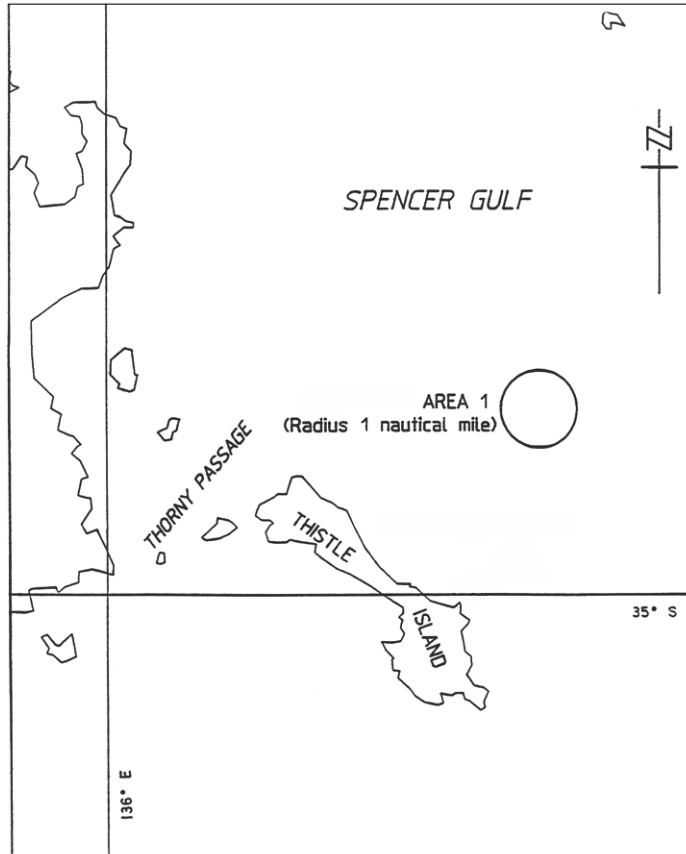 N
SPENCER GULF
AREA 1
(Radius 1 nautical mile)
THORNY PASSAGE
THISTLE
ISLAND
35° S
136° E